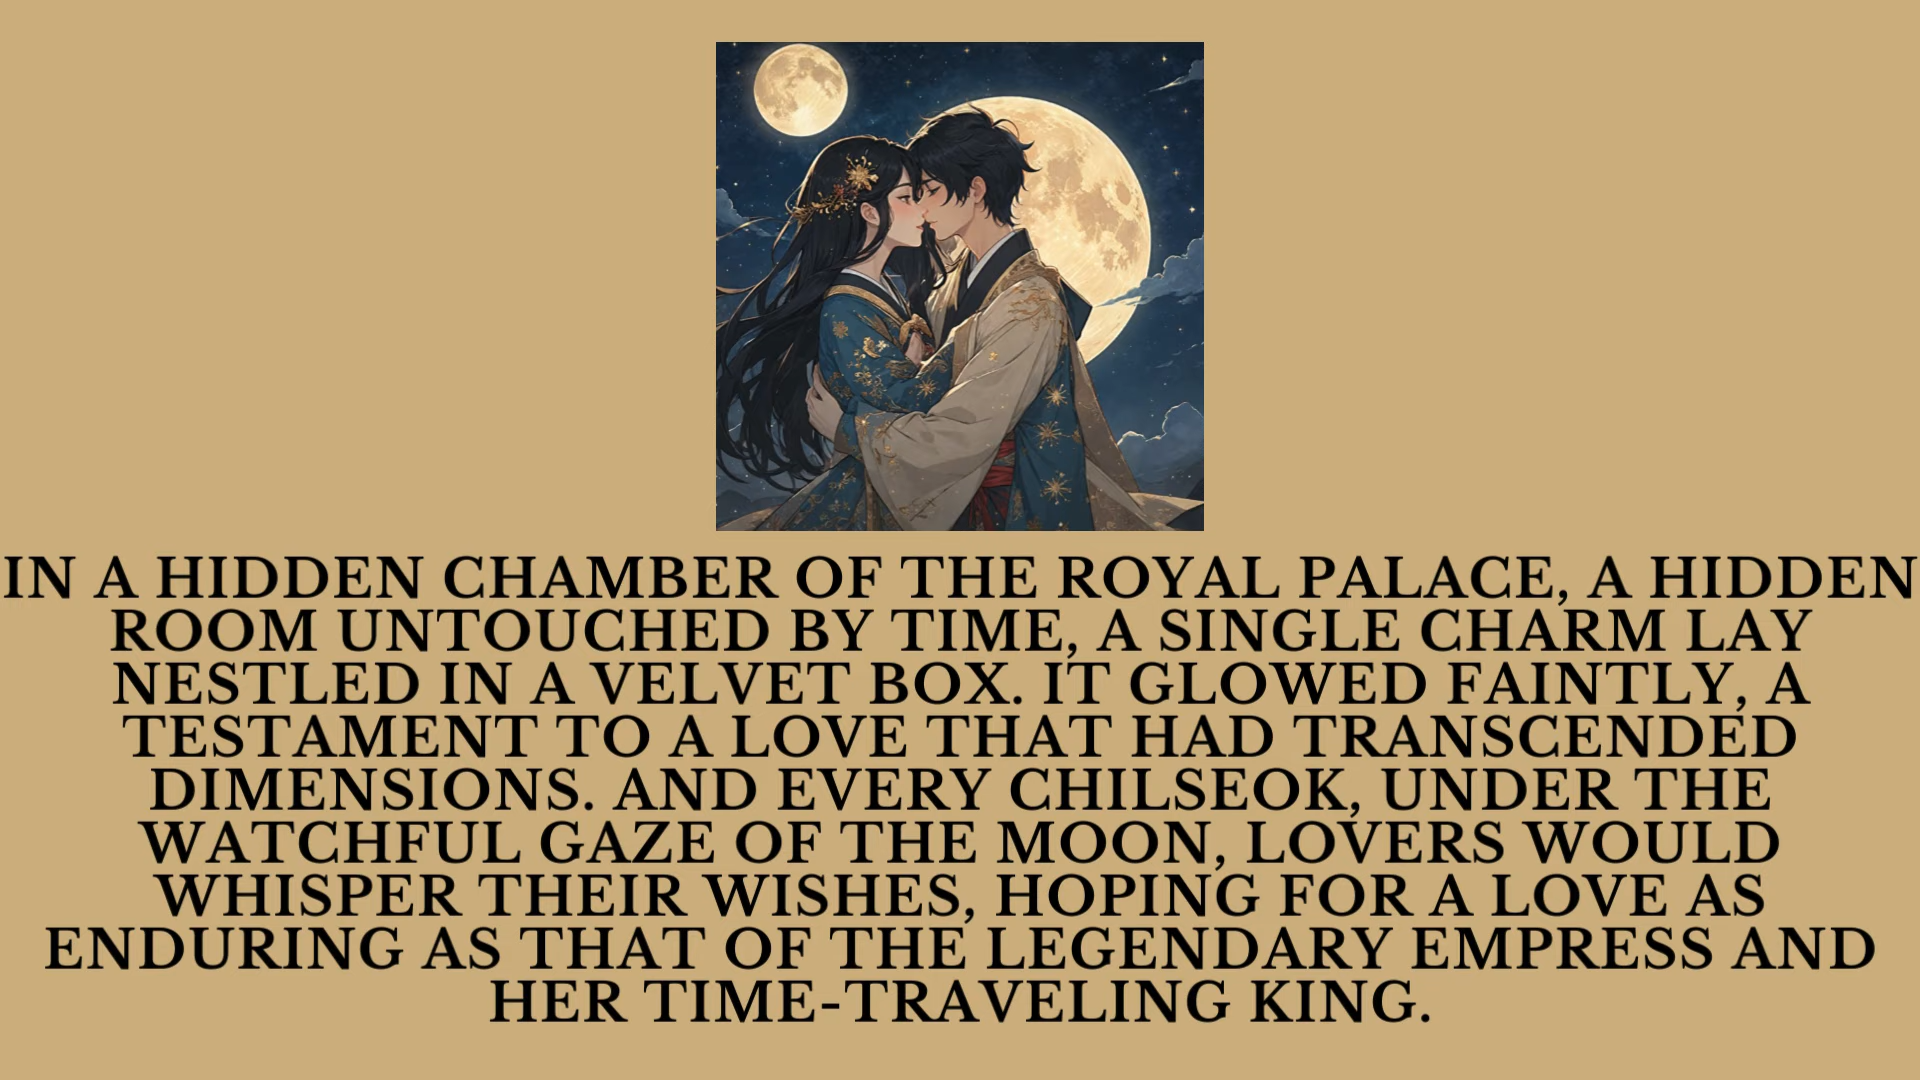 IN A HIDDEN CHAMBER OF THE ROYAL PALACE, A HIDDEN
ROOM UNTOUCHED BY TIME, A SINGLE CHARM LAY
NESTLED IN A VELVET BOX. IT GLOWED FAINTLY, A
TESTAMENT TO A LOVE THAT HAD TRANSCENDED
DIMENSIONS. AND EVERY CHILSEOK, UNDER THE
WATCHFUL GAZE OF THE MOON, LOVERS WOULD
WHISPER THEIR WISHES, HOPING FOR A LOVE AS
ENDURING AS THAT OF THE LEGENDARY EMPRESS AND
HER TIME-TRAVELING KING.